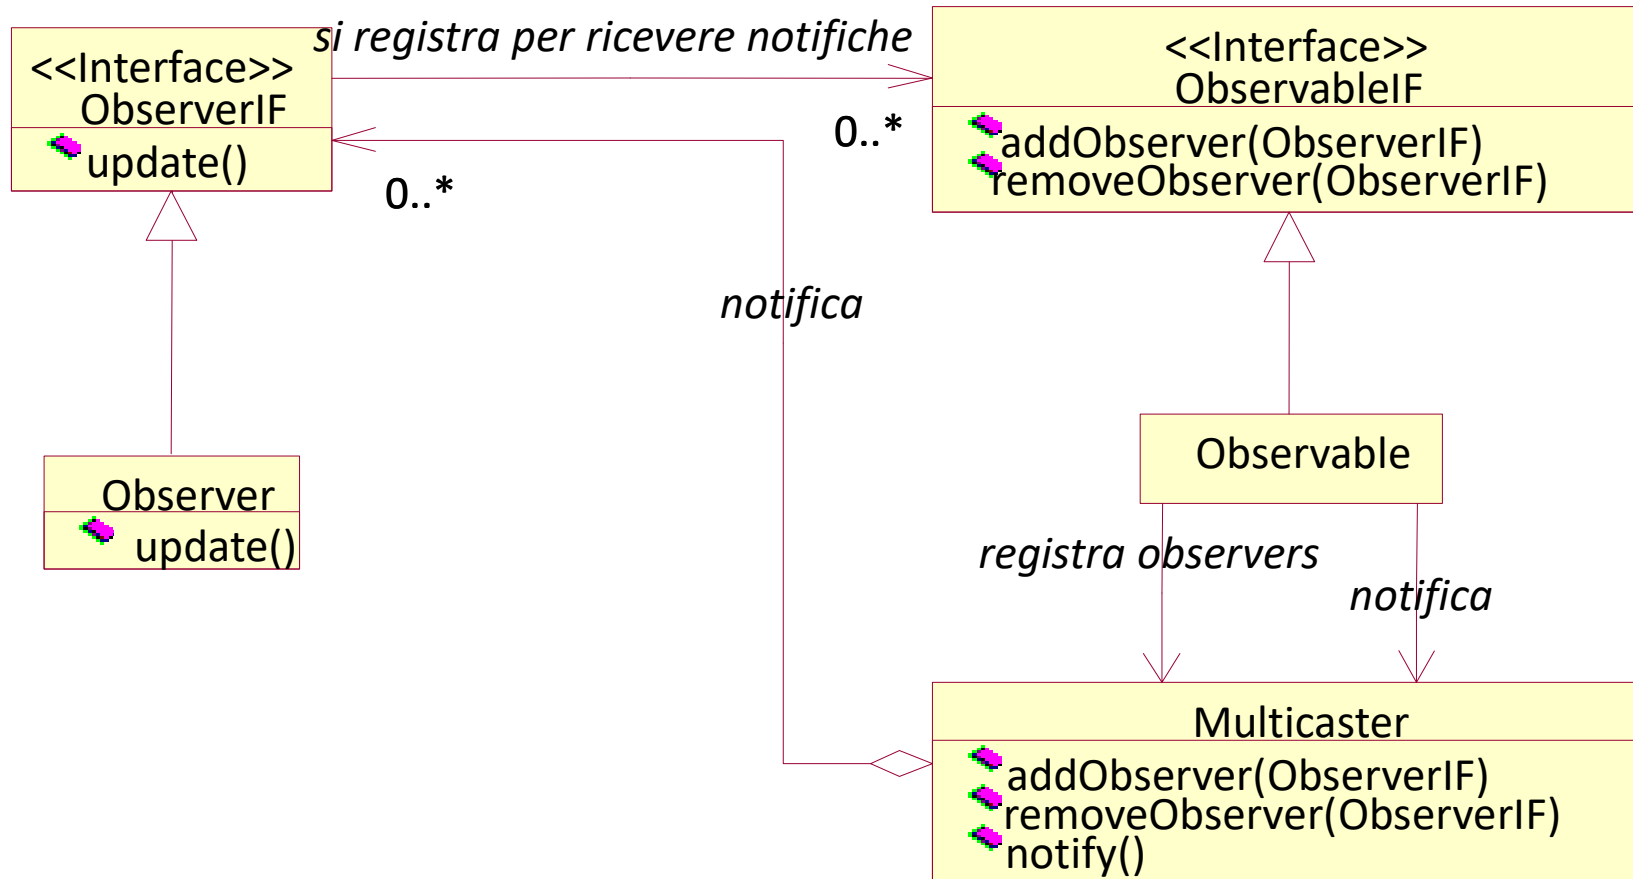 si registra per ricevere notifiche
<<Interface>>
ObserverIF
update()
<<Interface>>
ObservableIF
addObserver(ObserverIF)
removeObserver(ObserverIF)
0..*
0..*
notifica
Observable
Observer
update()
registra observers
notifica
Multicaster
addObserver(ObserverIF)
removeObserver(ObserverIF)
notify()